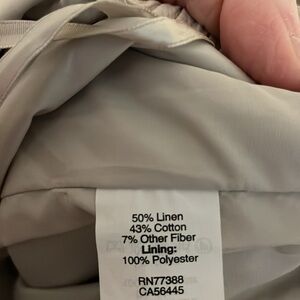 50% Linen
43% Cotton
7% Other Fiber
Lining:
100% Polyester
RN77388
CA56445